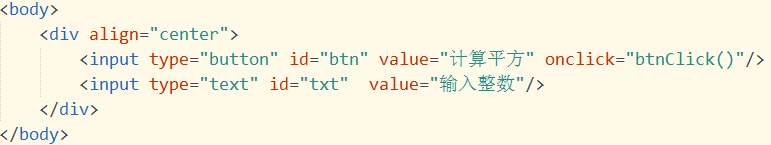 <body>
<div align="center">
<input type="button" id="btn" value="计算平方" onclick="btnClick()"/>
<input type="text" id="txt"  value="输入整数"/>
</div>
</body>